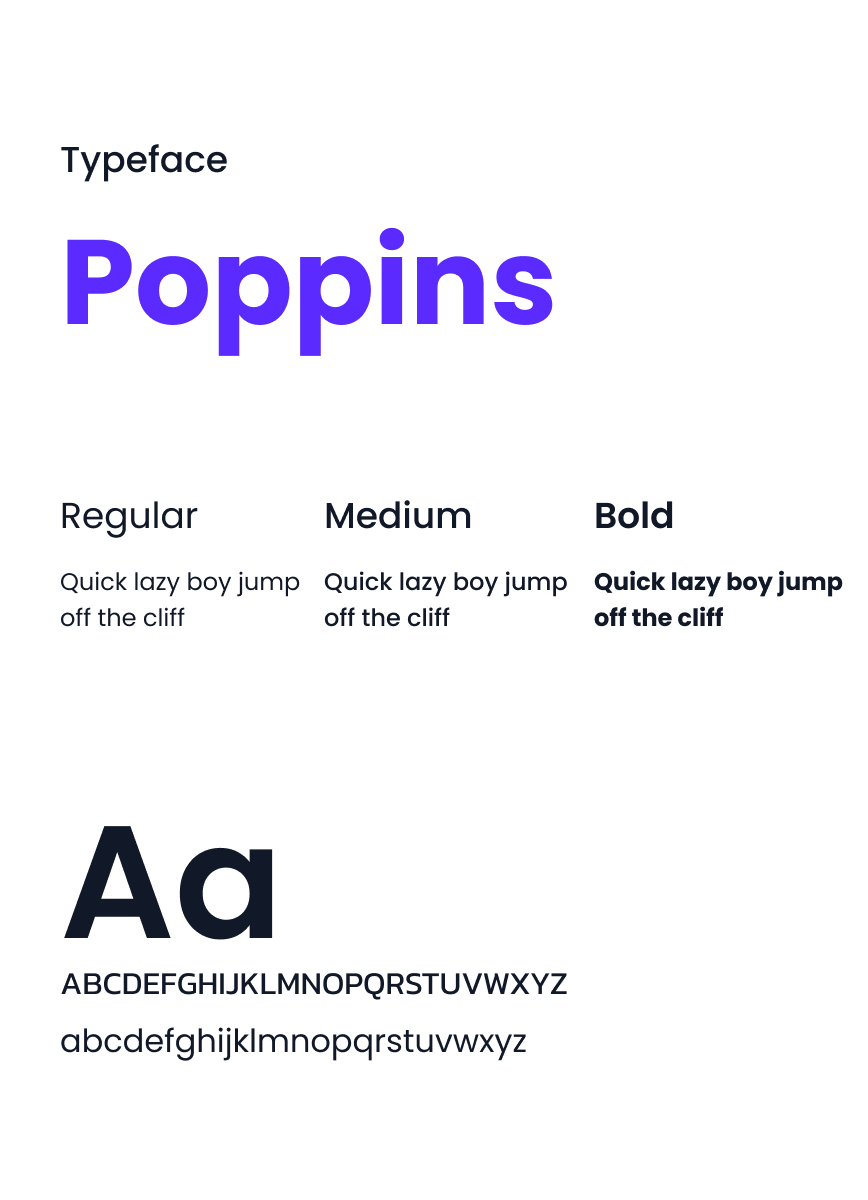 Typeface
Poppins
Regular
Quick lazy boy jump
off the cliff
Medium
Quick lazy boy jump
off the cliff
Bold
Quick lazy boy jump
off the cliff
Aa
ABCDEFGHIJKLMNOPQRSTUVWXYZ
abcdefghijklmnopqrstuvwxyz